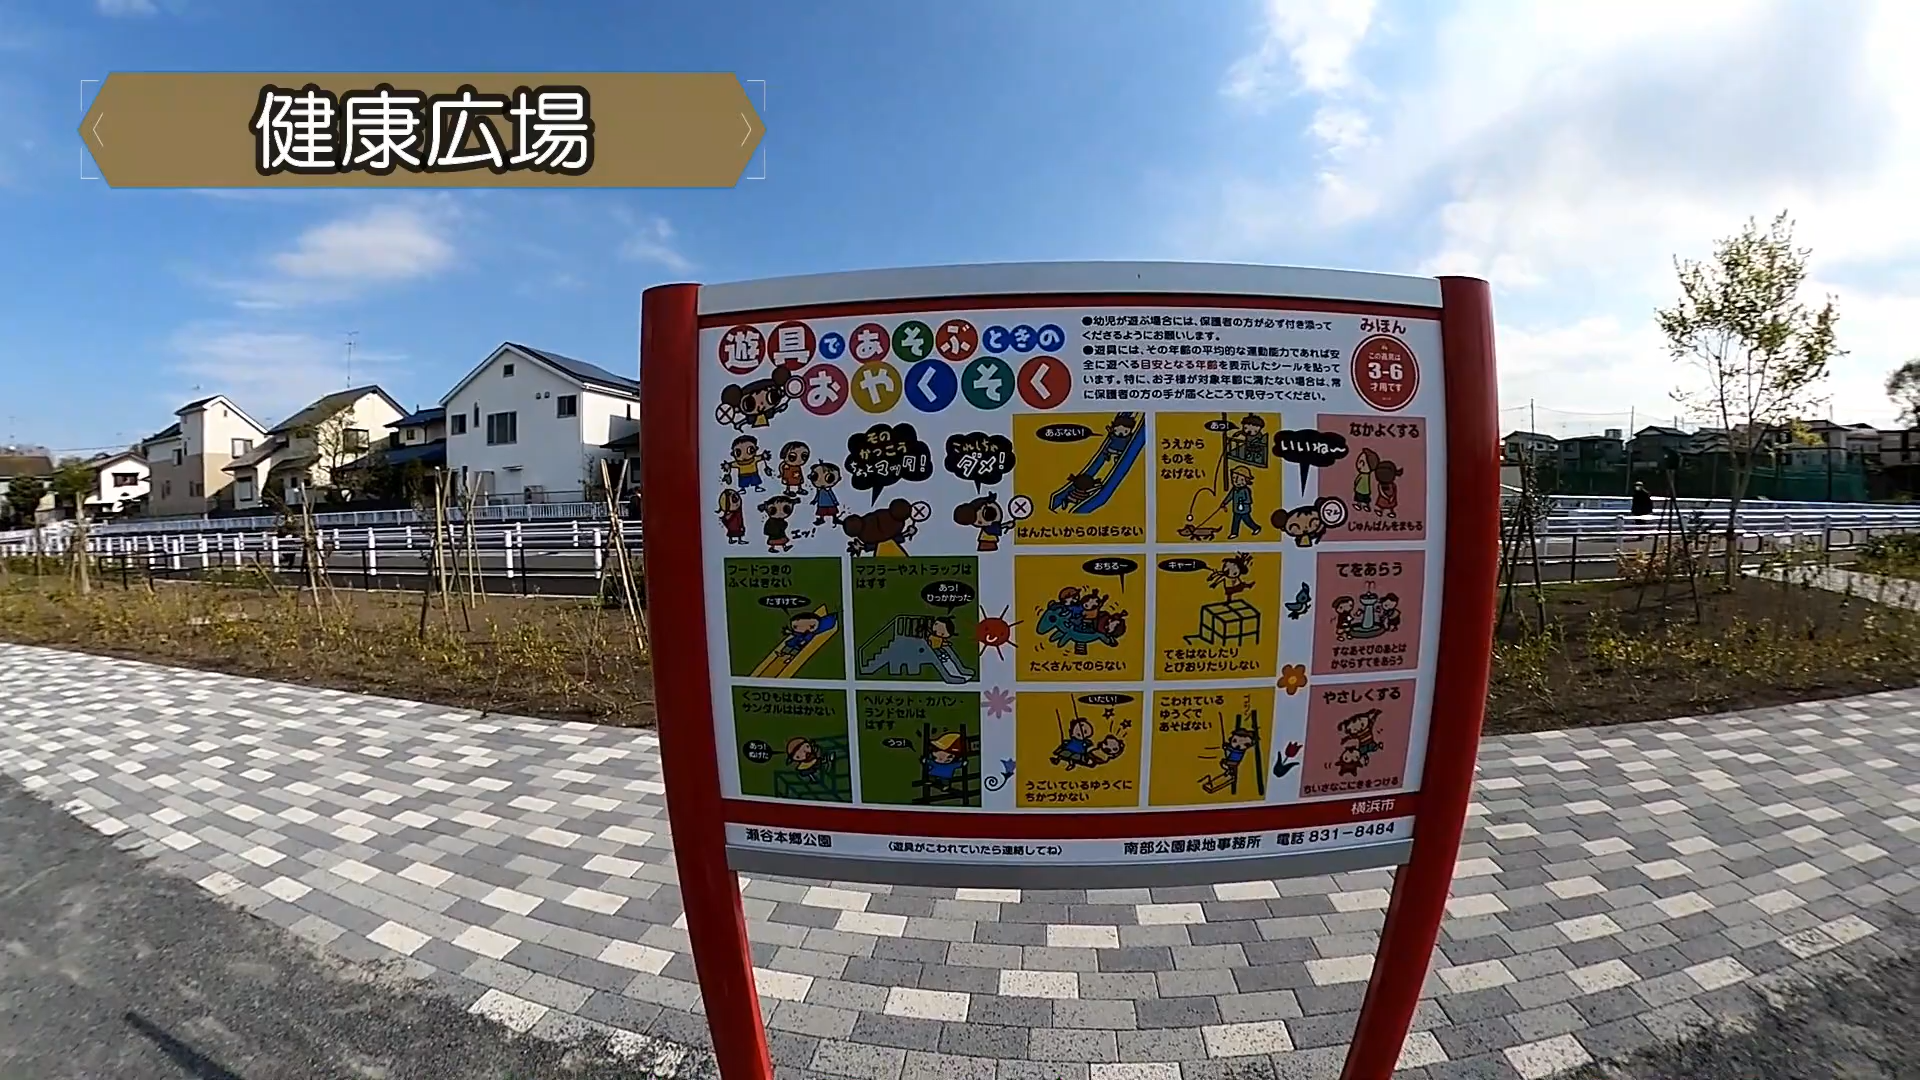 健康広場
遊具であそぶときの
おやくそく
●幼児が遊ぶ場合には、保護者の方が必ず付き添って
くださるようにお願いします。
●遊具には、その年齢の平均的な運動能力であれば安
全に遊べる目安となる年齢を表示したシールを貼って
います。特に、お子様が対象年齢に満たない場合は、常
に保護者の方の手が届くところで見守ってください。
みほん
この遊具は
3-6
才用です
その
かっこう
ちょっとマッタ!
エッ!
これしちゃ
ダメ!
あぶない!
はんたいからのぼらない
あっ!
うえから
ものを
なげない
いいね〜
マル
なかよくする
じゅんばんをまもる
フードつきの
ふくはきない
たすけて〜
マフラーやストラップは
はずす
あっ!
ひっかかった
おちる〜
たくさんでのらない
キャー!
てをはなしたり
とびおりたりしない
てをあらう
すなあそびのあとは
かならずてをあらう
くつひもはむすぶ
サンダルははかない
あっ!
ぬげた
ヘルメット・カバン・
ランドセルは
はずす
うっ!
いたい!
うごいているゆうぐに
ちかづかない
こわれている
ゆうぐで
あそばない
やさしくする
ちいさなこにきをつける
横浜市
瀬谷本郷公園
(遊具がこわれていたら連絡してね)
南部公園緑地事務所 電話 831-8484